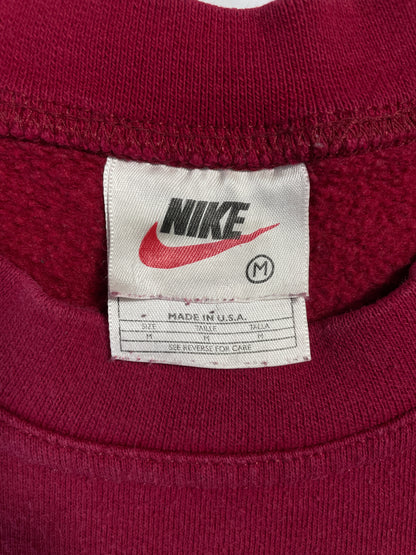 NIKE
M
MADE IN U.S.A.
SIZE TAILLE TALLA
M M M
SEE REVERSE FOR CARE